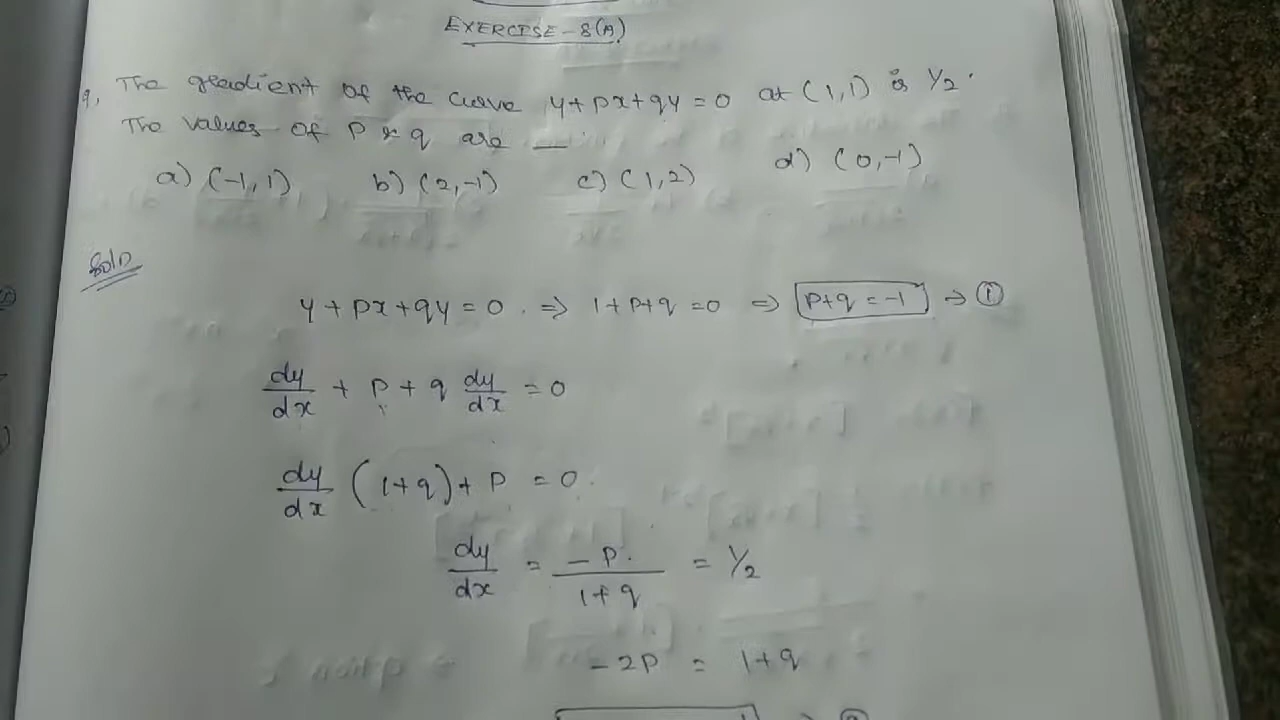 EXERCISE-8(A)
9, The gradient of the curve y+px+qy=0 at (1,1) is 1/2.
The values of P & q are __
a) (-1,1) b) (2,-1) c) (1,2) d) (0,-1)
Soln
y+px+qy=0. ⇒ 1+P+q=0 ⇒ P+q=-1 → ①
dy/dx + P + q dy/dx = 0
dy/dx (1+q)+P = 0.
dy/dx = -P./1+q = 1/2
-2P = 1+q